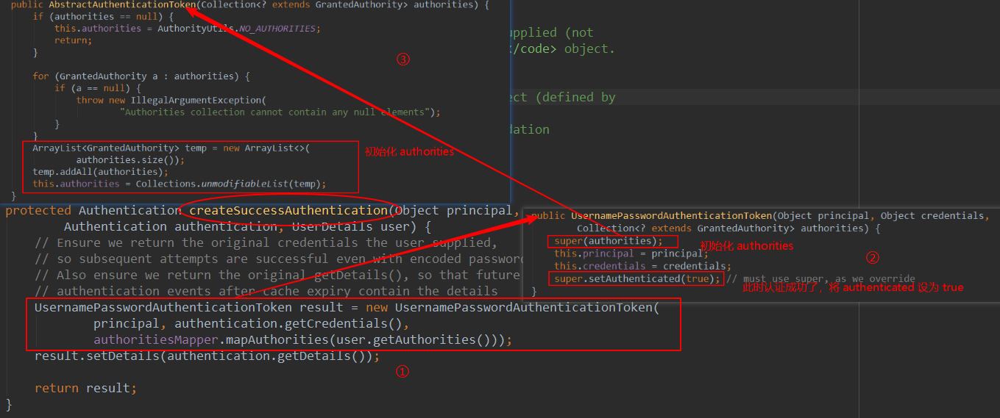 public AbstractAuthenticationToken(Collection<? extends GrantedAuthority> authorities) {
if (authorities == null) {
this.authorities = AuthorityUtils.NO_AUTHORITIES;
return;
}
③
for (GrantedAuthority a : authorities) {
if (a == null) {
throw new IllegalArgumentException(
"Authorities collection cannot contain any null elements");
}
}
ArrayList<GrantedAuthority> temp = new ArrayList<>(
初始化 authorities
authorities.size());
temp.addAll(authorities);
this.authorities = Collections.unmodifiableList(temp);
}
(not
</code> object.
(defined by
protected Authentication createSuccessAuthentication(Object principal,
Authentication authentication, UserDetails user) {
// Ensure we return the original credentials the user supplied,
// so subsequent attempts are successful even with encoded
// Also ensure we return the original getDetails(), so that future
// authentication events after cache expiry contain the details
UsernamePasswordAuthenticationToken result = new UsernamePasswordAuthenticationToken(
principal, authentication.getCredentials(),
authoritiesMapper.mapAuthorities(user.getAuthorities()));
result.setDetails(authentication.getDetails());
①
return result;
}
public UsernamePasswordAuthenticationToken(Object principal, Object credentials,
Collection<? extends GrantedAuthority> authorities) {
super(authorities);
初始化 authorities
this.principal = principal;
②
this.credentials = credentials;
super.setAuthenticated(true); // must use super, as we override
此时认证成功了，将 authenticated 设为 true
}